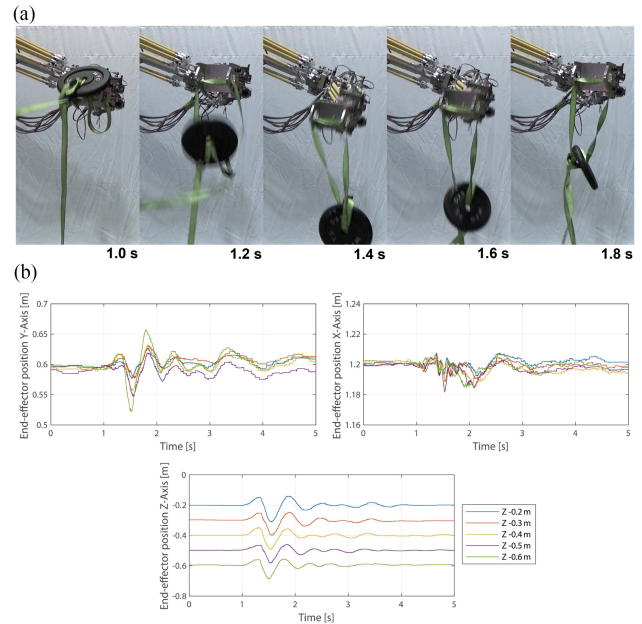 (a)
1.0 s
1.2 s
1.4 s
1.6 s
1.8 s
(b)
End-effector position Y-Axis [m]
0.7
0.6
0.5
0
1
2
3
4
5
Time [s]
End-effector position X-Axis [m]
1.24
1.22
1.2
1.18
1.16
0
1
2
3
4
5
Time [s]
End-effector position Z-Axis [m]
0
-0.2
-0.4
-0.6
-0.8
0
1
2
3
4
5
Time [s]
Z -0.2 m
Z -0.3 m
Z -0.4 m
Z -0.5 m
Z -0.6 m